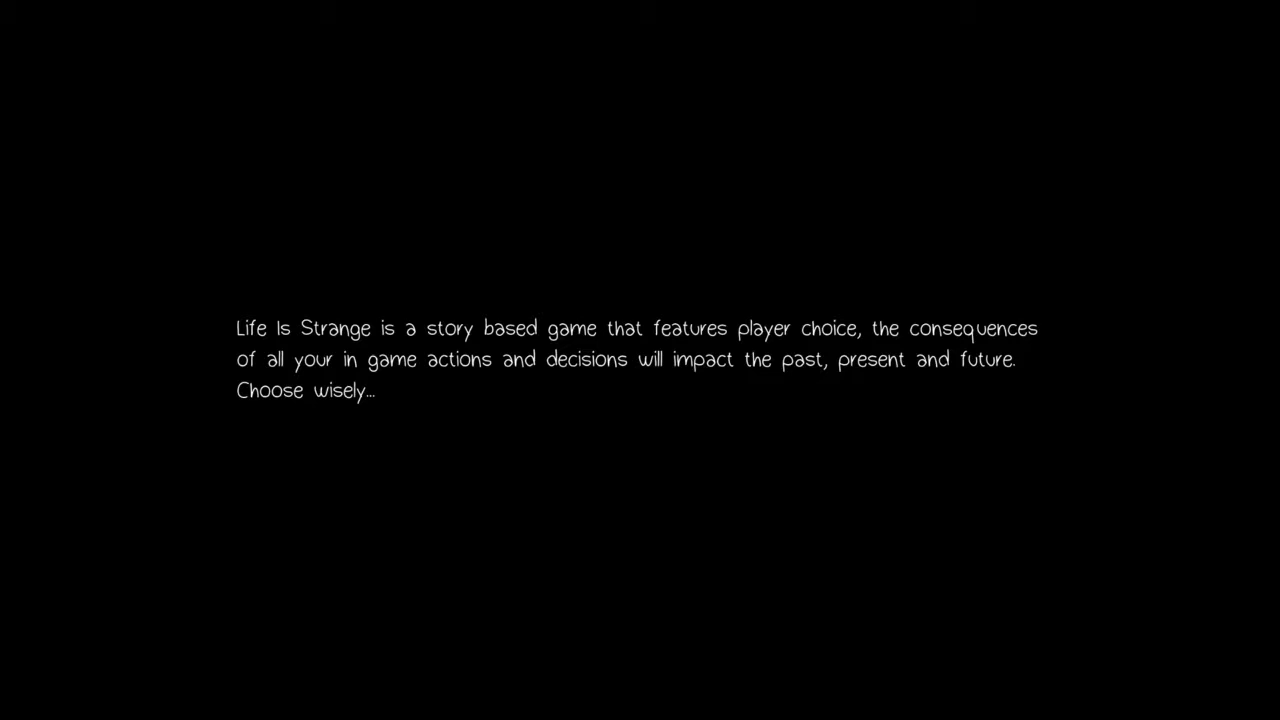 Life Is Strange is a story based game that features player choice, the consequences
of all your in game actions and decisions will impact the past, present and future.
Choose wisely...